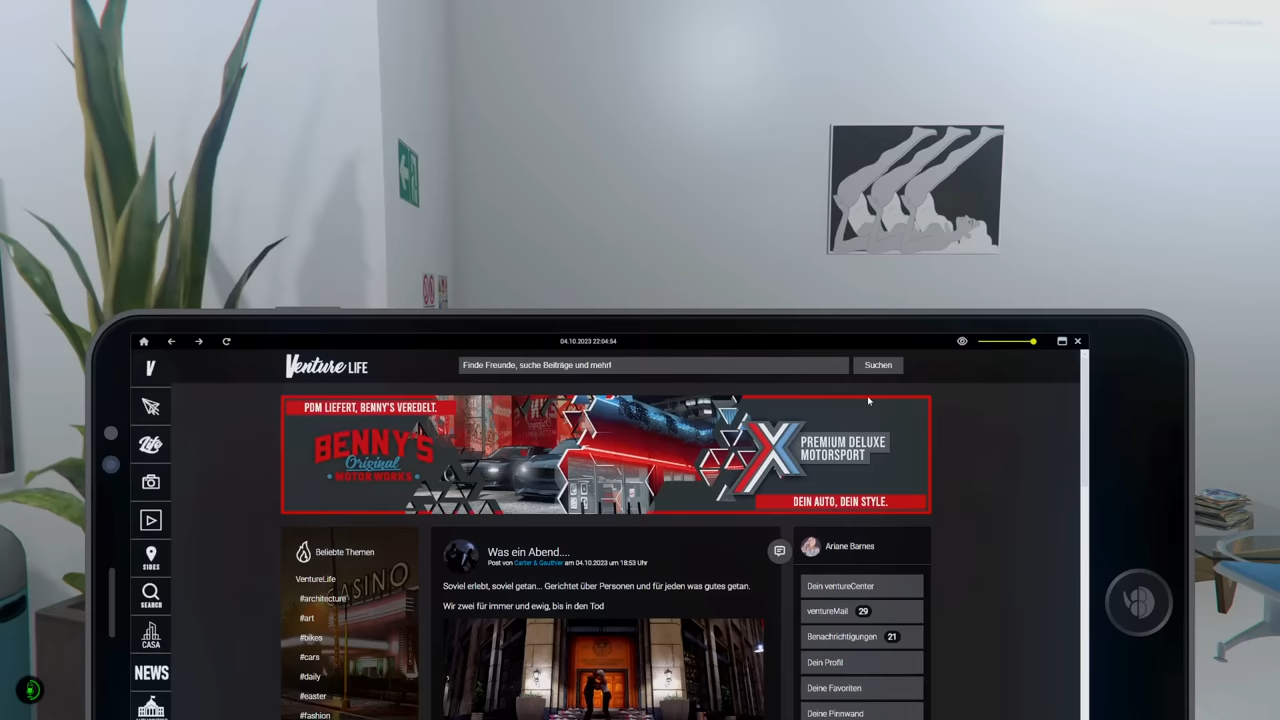 04.10.2023 22:04:54
V
Venture LIFE
Finde Freunde, suche Beiträge und mehr!
Suchen
Life
SIDES
SEARCH
CASA
NEWS
PDM LIEFERT, BENNY'S VEREDELT.
BENNY'S
Original
MOTOR WORKS
X PREMIUM DELUXE
MOTORSPORT
DEIN AUTO, DEIN STYLE.
Beliebte Themen
VentureLife
#architecture
#art
#bikes
#cars
#daily
#easter
#fashion
CASINO
Was ein Abend....
Post von Carter & Gauthier am 04.10.2023 um 18:53 Uhr
Soviel erlebt, soviel getan... Gerichtet über Personen und für jeden was gutes getan.
Wir zwei für immer und ewig, bis in den Tod
Ariane Barnes
Dein ventureCenter
ventureMail 29
Benachrichtigungen 21
Dein Profil
Deine Favoriten
Deine Pinnwand